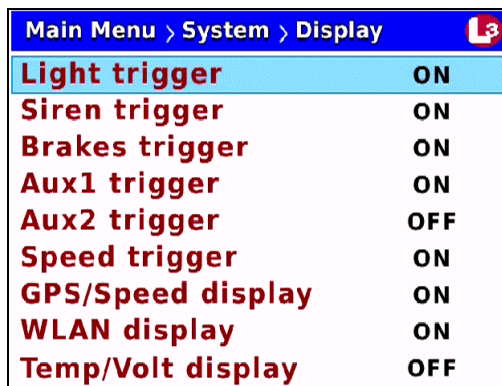 Main Menu > System > Display L3
Light trigger ON
Siren trigger ON
Brakes trigger ON
Aux1 trigger ON
Aux2 trigger OFF
Speed trigger ON
GPS/Speed display ON
WLAN display ON
Temp/Volt display OFF